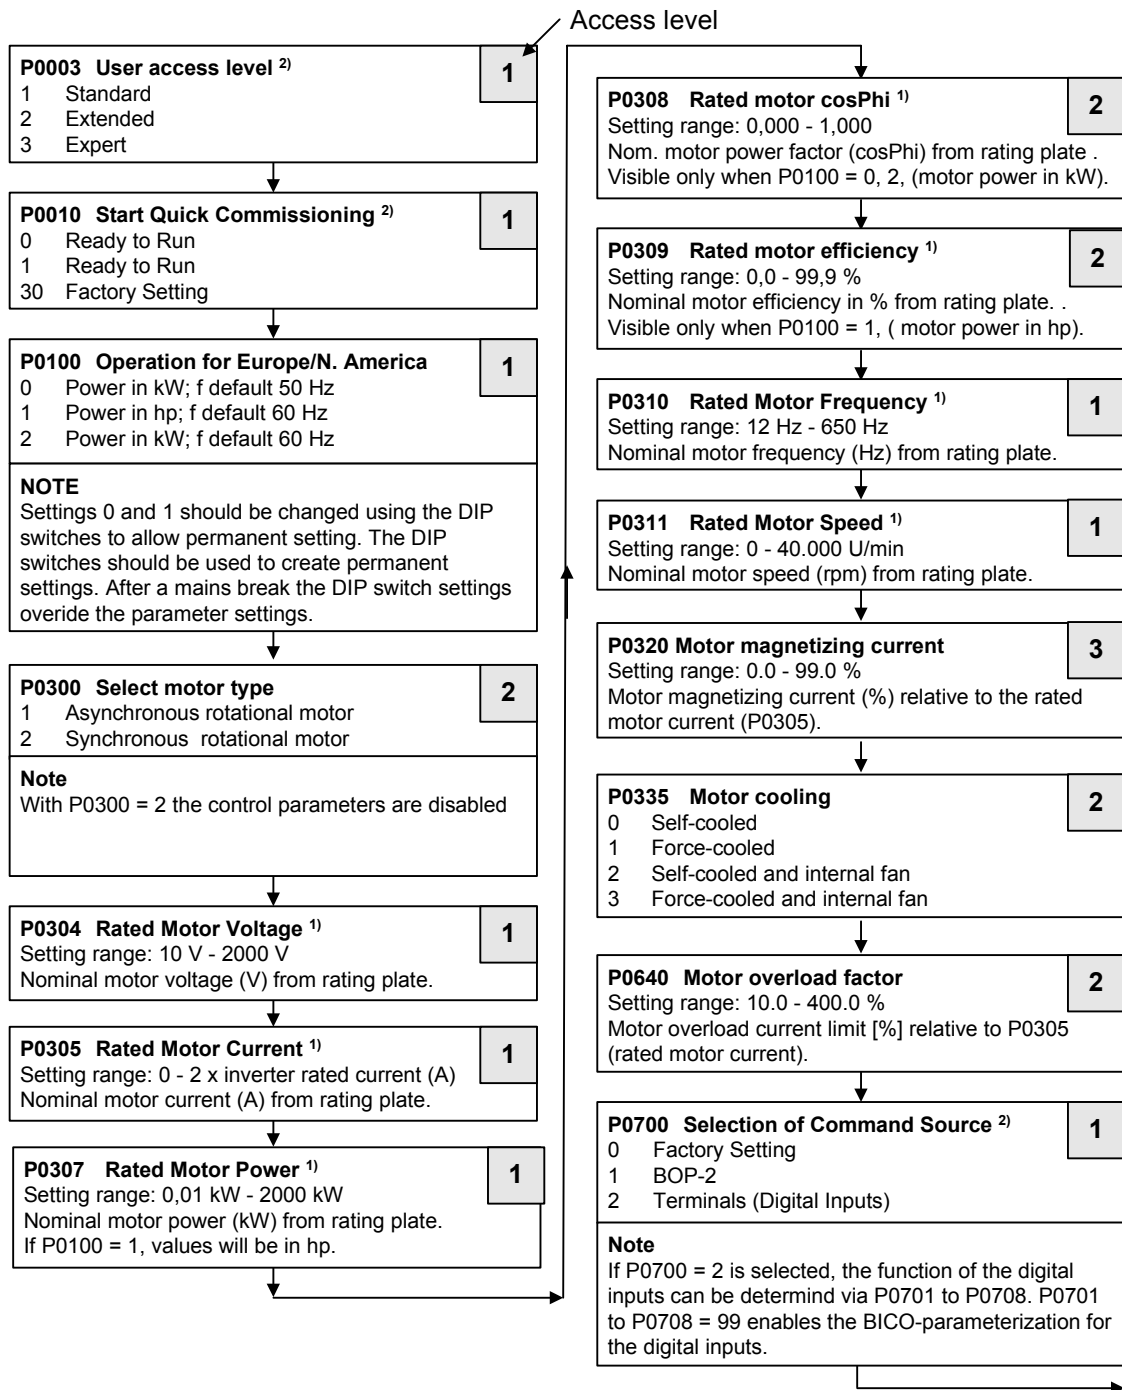 Access level
P0003 User access level 2)
1
1 Standard
2 Extended
3 Expert
P0010 Start Quick Commissioning 2)
1
0 Ready to Run
1 Ready to Run
30 Factory Setting
P0100 Operation for Europe/N. America
1
0 Power in kW; f default 50 Hz
1 Power in hp; f default 60 Hz
2 Power in kW; f default 60 Hz
NOTE
Settings 0 and 1 should be changed using the DIP
switches to allow permanent setting. The DIP
switches should be used to create permanent
settings. After a mains break the DIP switch settings
overide the parameter settings.
P0300 Select motor type
2
1 Asynchronous rotational motor
2 Synchronous rotational motor
Note
With P0300 = 2 the control parameters are disabled
P0304 Rated Motor Voltage 1)
1
Setting range: 10 V - 2000 V
Nominal motor voltage (V) from rating plate.
P0305 Rated Motor Current 1)
1
Setting range: 0 - 2 x inverter rated current (A)
Nominal motor current (A) from rating plate.
P0307 Rated Motor Power 1)
1
Setting range: 0,01 kW - 2000 kW
Nominal motor power (kW) from rating plate.
If P0100 = 1, values will be in hp.
P0308 Rated motor cosPhi 1)
2
Setting range: 0,000 - 1,000
Nom. motor power factor (cosPhi) from rating plate .
Visible only when P0100 = 0, 2, (motor power in kW).
P0309 Rated motor efficiency 1)
2
Setting range: 0,0 - 99,9 %
Nominal motor efficiency in % from rating plate. .
Visible only when P0100 = 1, ( motor power in hp).
P0310 Rated Motor Frequency 1)
1
Setting range: 12 Hz - 650 Hz
Nominal motor frequency (Hz) from rating plate.
P0311 Rated Motor Speed 1)
1
Setting range: 0 - 40.000 U/min
Nominal motor speed (rpm) from rating plate.
P0320 Motor magnetizing current
3
Setting range: 0.0 - 99.0 %
Motor magnetizing current (%) relative to the rated
motor current (P0305).
P0335 Motor cooling
2
0 Self-cooled
1 Force-cooled
2 Self-cooled and internal fan
3 Force-cooled and internal fan
P0640 Motor overload factor
2
Setting range: 10.0 - 400.0 %
Motor overload current limit [%] relative to P0305
(rated motor current).
P0700 Selection of Command Source 2)
1
0 Factory Setting
1 BOP-2
2 Terminals (Digital Inputs)
Note
If P0700 = 2 is selected, the function of the digital
inputs can be determind via P0701 to P0708. P0701
to P0708 = 99 enables the BICO-parameterization for
the digital inputs.